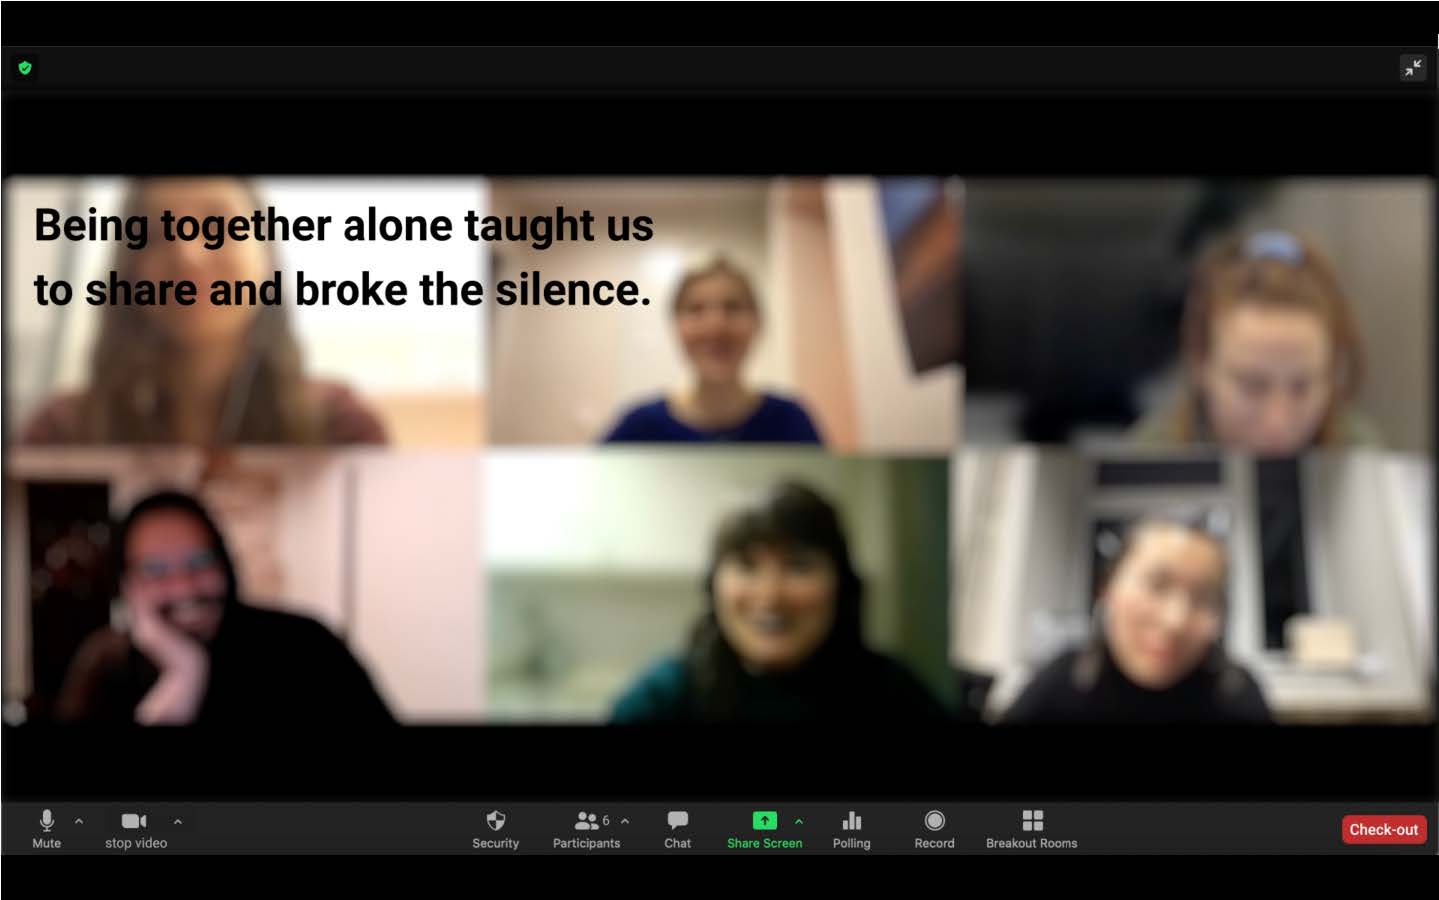 Being together alone taught us
to share and broke the silence.
Mute
stop video
Security
6
Participants
Chat
Share Screen
Polling
Record
Breakout Rooms
Check-out